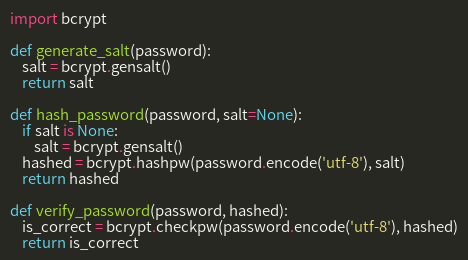 import bcrypt

def generate_salt(password):
    salt = bcrypt.gensalt()
    return salt

def hash_password(password, salt=None):
    if salt is None:
        salt = bcrypt.gensalt()
    hashed = bcrypt.hashpw(password.encode('utf-8'), salt)
    return hashed

def verify_password(password, hashed):
    is_correct = bcrypt.checkpw(password.encode('utf-8'), hashed)
    return is_correct